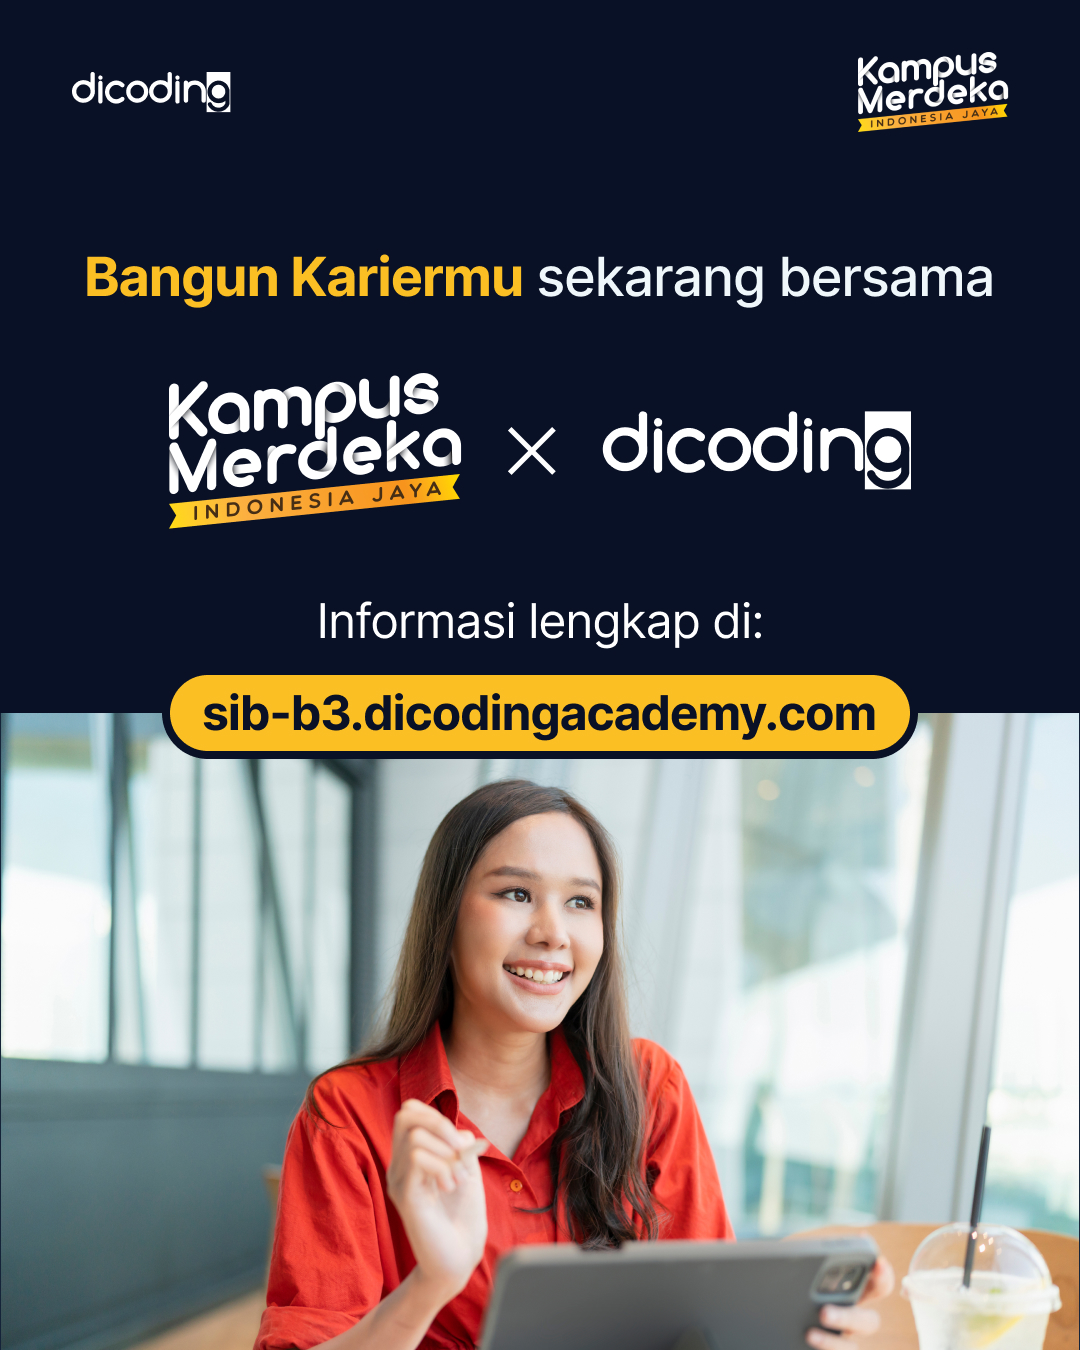 dicoding
Kampus
Merdeka
INDONESIA JAYA
Bangun Kariermu sekarang bersama
Kampus
Merdeka
INDONESIA JAYA
dicoding
Informasi lengkap di:
sib-b3.dicodingacademy.com